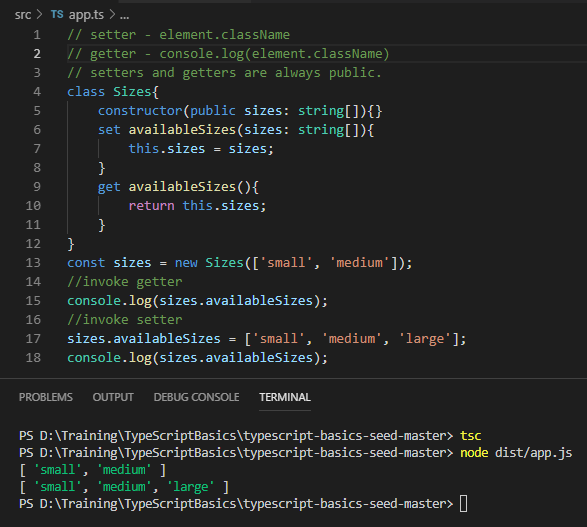 src > TS app.ts > ...
1 // setter - element.className
2 // getter - console.log(element.className)
3 // setters and getters are always public.
4 class Sizes{
5 constructor(public sizes: string[]){}
6 set availableSizes(sizes: string[]){
7 this.sizes = sizes;
8 }
9 get availableSizes(){
10 return this.sizes;
11 }
12 }
13 const sizes = new Sizes(['small', 'medium']);
14 //invoke getter
15 console.log(sizes.availableSizes);
16 //invoke setter
17 sizes.availableSizes = ['small', 'medium', 'large'];
18 console.log(sizes.availableSizes);
PROBLEMS OUTPUT DEBUG CONSOLE TERMINAL
PS D:\Training\TypeScriptBasics\typescript-basics-seed-master> tsc
PS D:\Training\TypeScriptBasics\typescript-basics-seed-master> node dist/app.js
[ 'small', 'medium' ]
[ 'small', 'medium', 'large' ]
PS D:\Training\TypeScriptBasics\typescript-basics-seed-master>